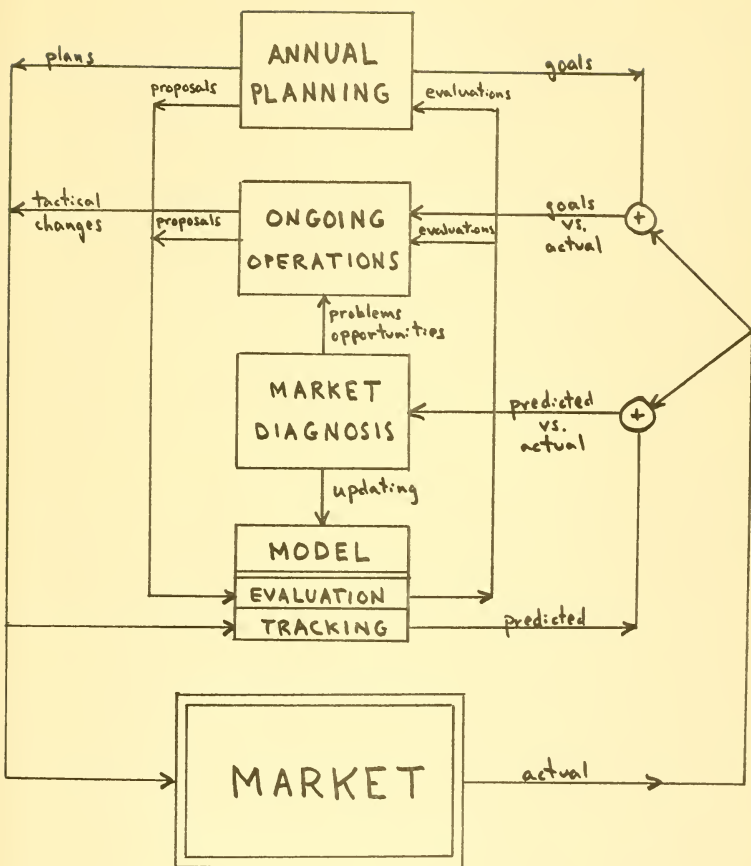 ANNUAL
PLANNING
plans
goals
proposals
evaluations
tactical
changes
ONGOING
OPERATIONS
proposals
evaluations
goals
vs.
actual
+
problems
opportunities
MARKET
DIAGNOSIS
predicted
vs.
actual
+
updating
MODEL
EVALUATION
TRACKING
predicted
MARKET
actual